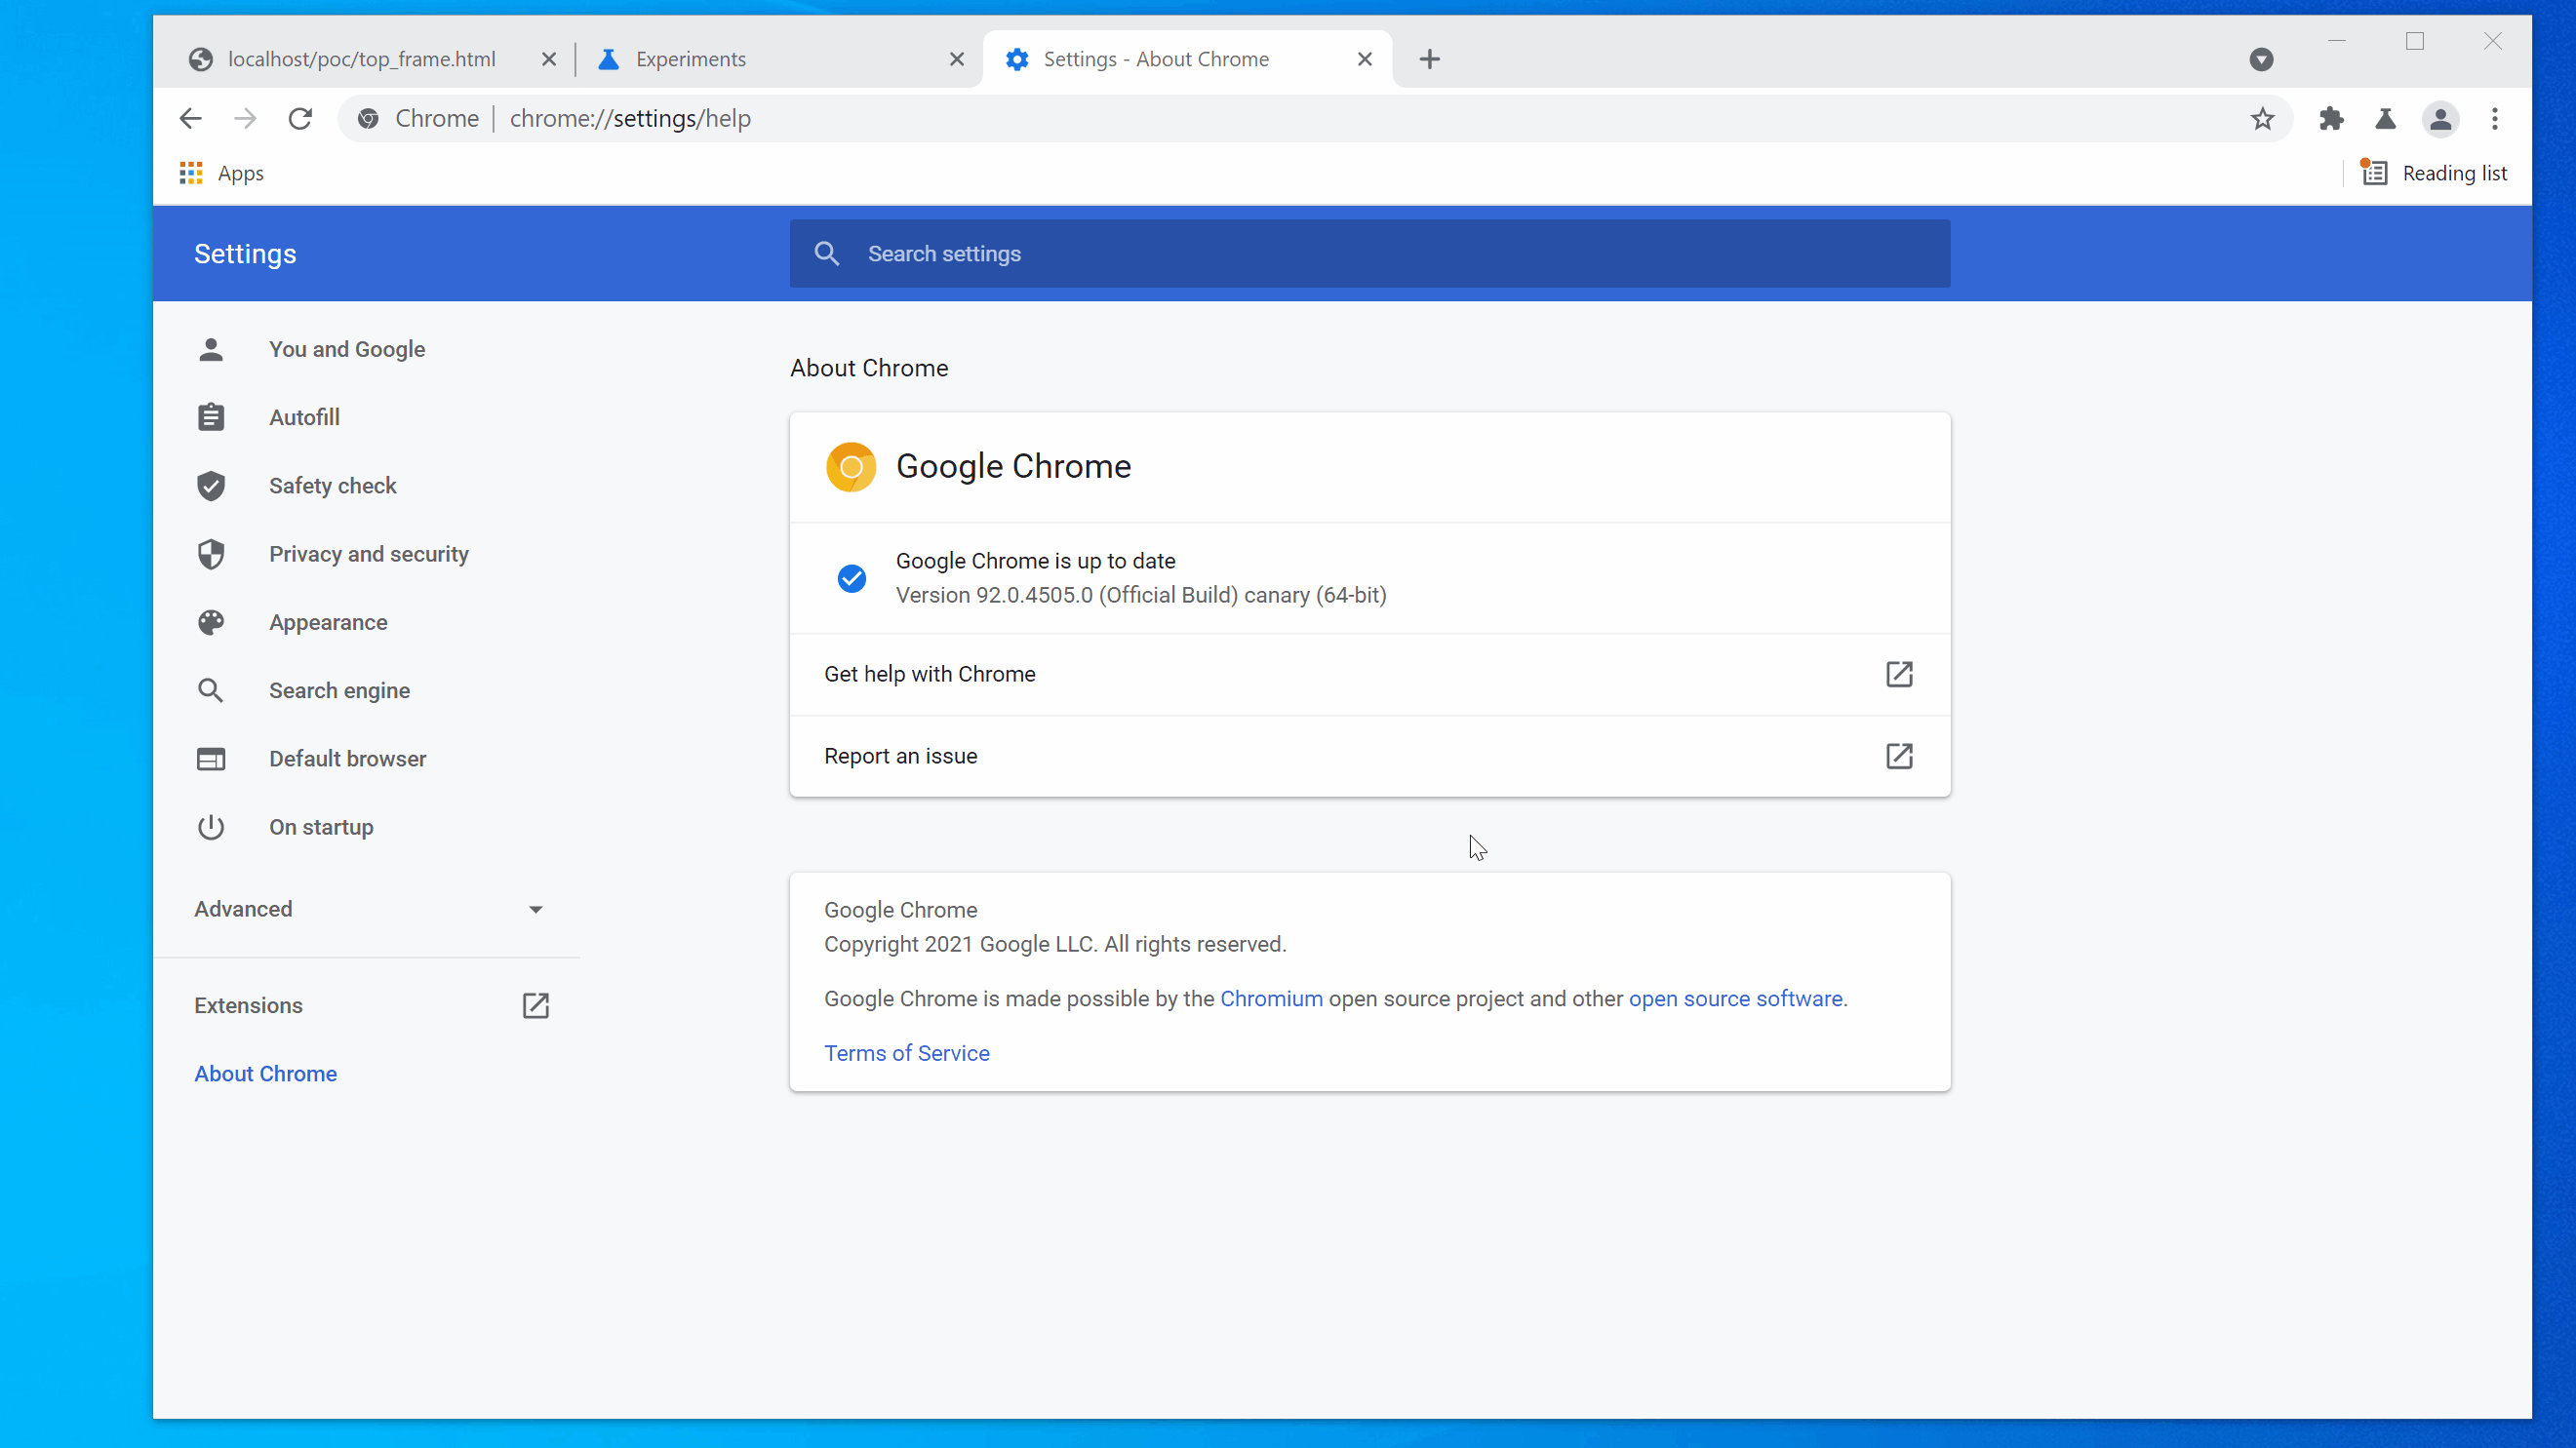 localhost/poc/top_frame.html
Experiments
Settings - About Chrome
Chrome
chrome://settings/help
Apps
Reading list
Settings
Search settings
You and Google
Autofill
Safety check
Privacy and security
Appearance
Search engine
Default browser
On startup
Advanced
Extensions
About Chrome
About Chrome
Google Chrome
Google Chrome is up to date
Version 92.0.4505.0 (Official Build) canary (64-bit)
Get help with Chrome
Report an issue
Google Chrome
Copyright 2021 Google LLC. All rights reserved.
Google Chrome is made possible by the Chromium open source project and other open source software.
Terms of Service